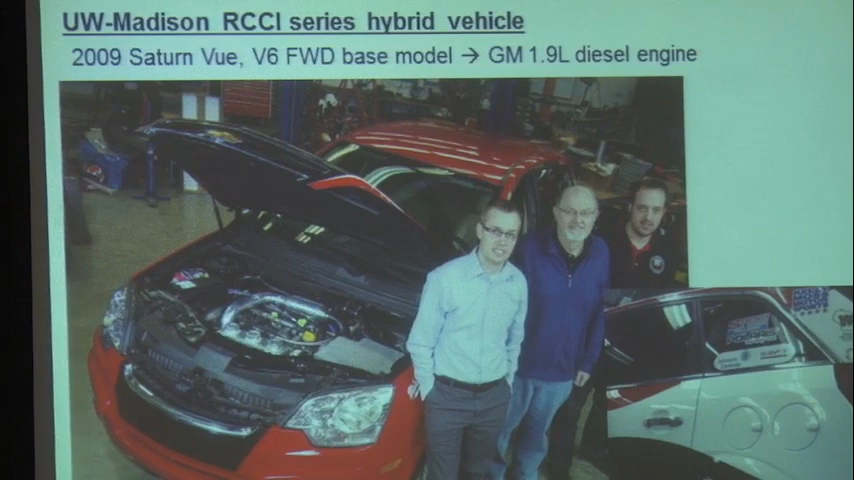 UW-Madison RCCI series hybrid vehicle
2009 Saturn Vue, V6 FWD base model → GM 1.9L diesel engine